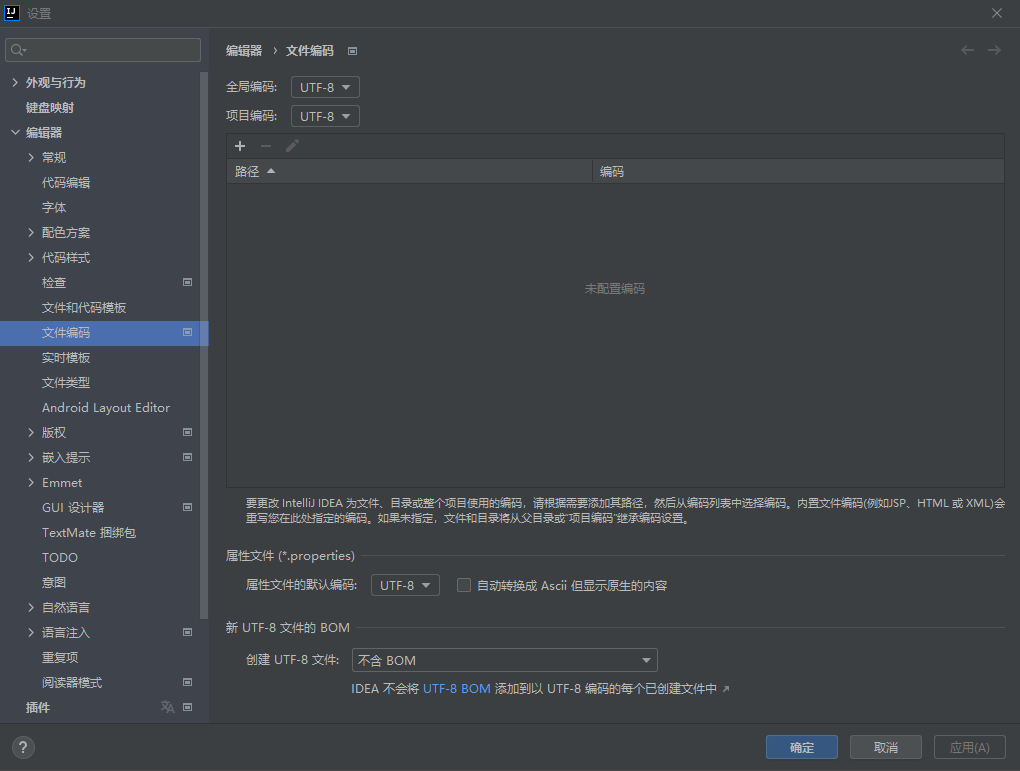 IJ 设置
外观与行为
键盘映射
编辑器
常规
代码编辑
字体
配色方案
代码样式
检查
文件和代码模板
文件编码
实时模板
文件类型
Android Layout Editor
版权
嵌入提示
Emmet
GUI 设计器
TextMate 捆绑包
TODO
意图
自然语言
语言注入
重复项
阅读器模式
插件
编辑器 › 文件编码
全局编码: UTF-8
项目编码: UTF-8
路径 编码
未配置编码
要更改 IntelliJ IDEA 为文件、目录或整个项目使用的编码，请根据需要添加其路径，然后从编码列表中选择编码。内置文件编码(例如JSP、HTML 或 XML)会
重写您在此处指定的编码。如果未指定，文件和目录将从父目录或"项目编码"继承编码设置。
属性文件 (*.properties)
属性文件的默认编码: UTF-8 自动转换成 Ascii 但显示原生的内容
新 UTF-8 文件的 BOM
创建 UTF-8 文件: 不含 BOM
IDEA 不会将 UTF-8 BOM 添加到以 UTF-8 编码的每个已创建文件中 ↗
? 确定 取消 应用(A)